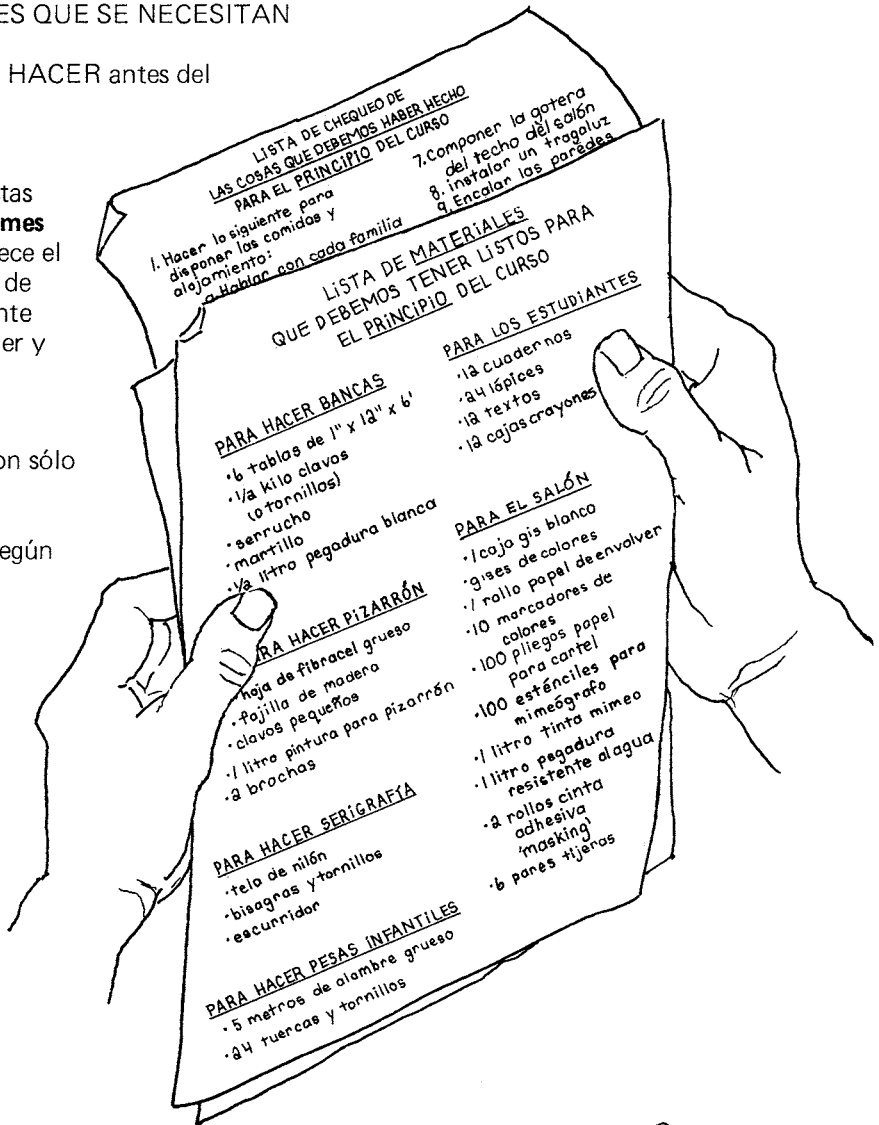 ES QUE SE NECESITAN
HACER antes del
tas
mes
ece el
de
nte
er y
on sólo
egún
LISTA DE CHEQUEO DE
LAS COSAS QUE DEBEMOS HABER HECHO
PARA EL PRINCIPIO DEL CURSO
1. Hacer lo siguiente para
disponer las comidas y
alojamiento:
a. Hablar con cada familia
7. Componer la gotera
del techo del salón
8. instalar un tragaluz
9. Encalar las paredes
LISTA DE MATERIALES
QUE DEBEMOS TENER LISTOS PARA
EL PRINCIPIO DEL CURSO
PARA HACER BANCAS
•6 tablas de 1" x 12" x 6'
•1/2 kilo clavos
(o tornillos)
•serrucho
•martillo
•1/2 litro pegadura blanca
RA HACER PIZARRÓN
hoja de fibracel grueso
•fajilla de madera
•clavos pequeños
•1 litro pintura para pizarrón
•2 brochas
PARA HACER SERIGRAFÍA
•tela de nilón
•bisagras y tornillos
•escurridor
PARA HACER PESAS INFANTILES
•5 metros de alambre grueso
•24 tuercas y tornillos
PARA LOS ESTUDIANTES
•12 cuadernos
•24 lápices
•12 textos
•12 cajas crayones
PARA EL SALÓN
•1 caja gis blanco
•gises de colores
•1 rollo papel de envolver
•10 marcadores de
colores
•100 pliegos papel
para cartel
•100 esténciles para
mimeógrafo
•1 litro tinta mimeo
•1 litro pegadura
resistente al agua
•2 rollos cinta
adhesiva
'masking'
•6 pares tijeras